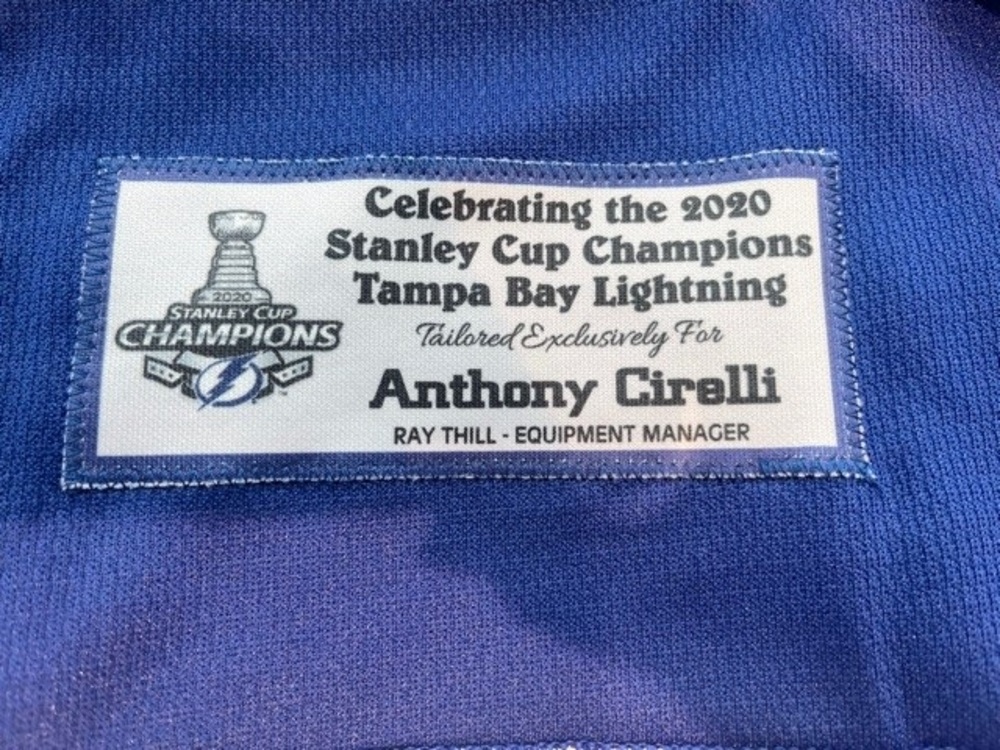 Celebrating the 2020
Stanley Cup Champions
Tampa Bay Lightning
Tailored Exclusively For
Anthony Cirelli
RAY THILL - EQUIPMENT MANAGER
2020
STANLEY CUP
CHAMPIONS
TM